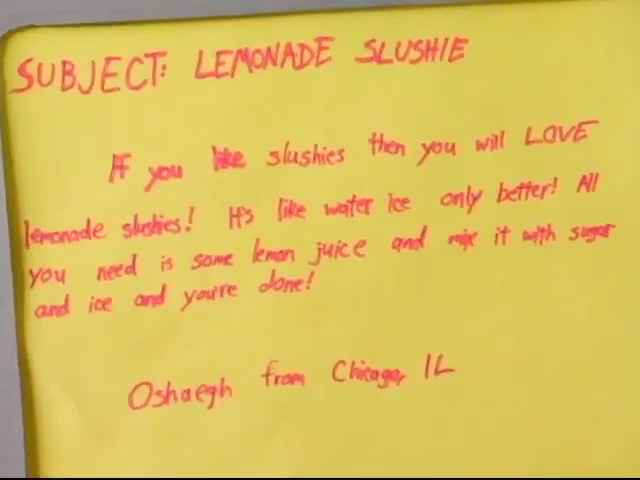 SUBJECT: LEMONADE SLUSHIE
If you like slushies then you will LOVE
lemonade slushies! It's like water ice only better! All
you need is some lemon juice and mix it with sugar
and ice and you're done!
Oshaegh from Chicago, IL